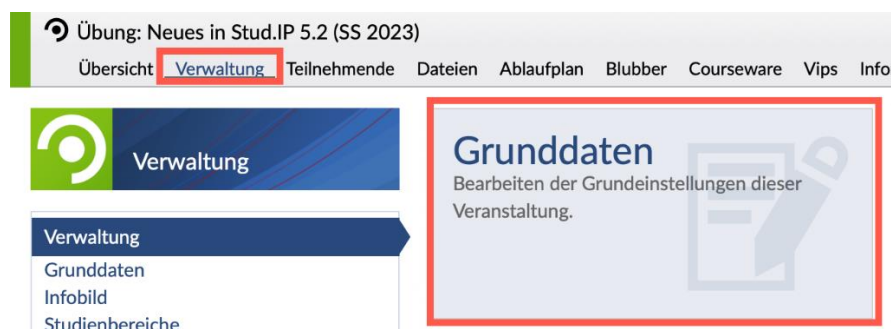 Übung: Neues in Stud.IP 5.2 (SS 2023)
Übersicht Verwaltung Teilnehmende Dateien Ablaufplan Blubber Courseware Vips Info
Verwaltung
Grunddaten
Bearbeiten der Grundeinstellungen dieser
Veranstaltung.
Verwaltung
Grunddaten
Infobild
Studienbereiche